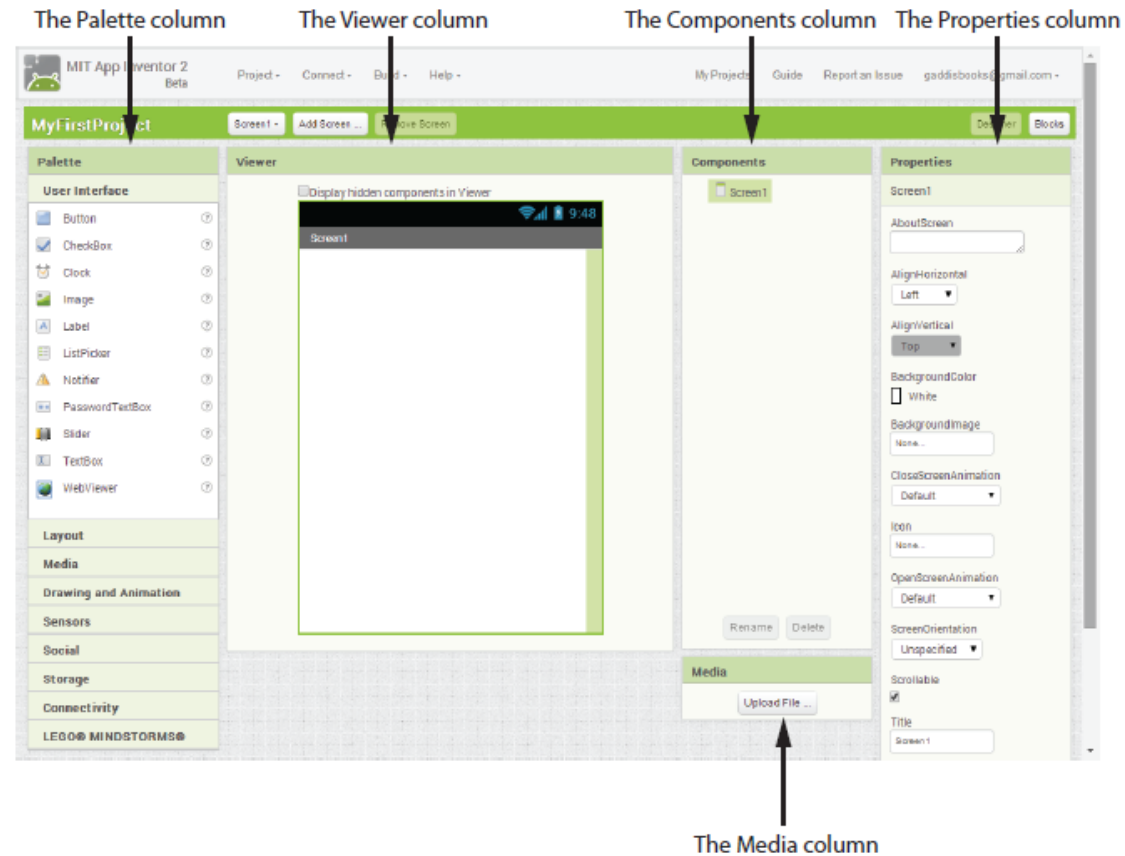 The Palette column
The Viewer column
The Components column
The Properties column
MIT App Inventor 2
Beta
Project
Connect
Build
Help
My Projects
Guide
Report an Issue
gaddisbooks@gmail.com
MyFirstProject
Screen1
Add Screen ...
Remove Screen
Designer
Blocks
Palette
User Interface
Button
CheckBox
Clock
Image
Label
ListPicker
Notifier
PasswordTextBox
Slider
TextBox
WebViewer
Layout
Media
Drawing and Animation
Sensors
Social
Storage
Connectivity
LEGO® MINDSTORMS®
Viewer
Display hidden components in Viewer
9:48
Screen1
Components
Screen1
Rename
Delete
Media
Upload File ...
Properties
Screen1
AboutScreen
AlignHorizontal
Left
AlignVertical
Top
BackgroundColor
White
BackgroundImage
None...
CloseScreenAnimation
Default
Icon
None...
OpenScreenAnimation
Default
ScreenOrientation
Unspecified
Scrollable
Title
Screen1
The Media column